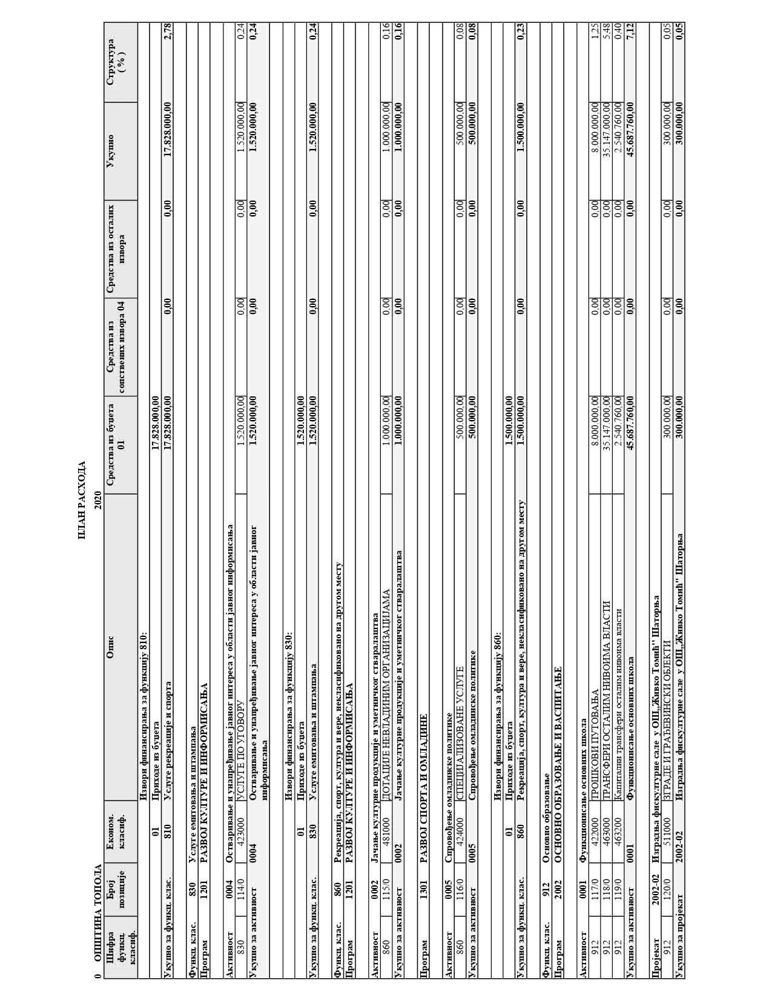 ПЛАН РАСХОДА
0 ОПШТИНА ТОПОЛА 2020
Шифра функц. класиф. Број позиције Економ. класиф. Опис Средства из буџета 01 Средства из сопствених извора 04 Средства из осталих извора Укупно Структура ( % )
Извори финансирања за функцију 810:
01 Приходе из буџета 17.828.000,00
Укупно за функц. клас. 810 Услуге рекреације и спорта 17.828.000,00 0,00 0,00 17.828.000,00 2,78
Функц. клас. 830 Услуге емитовања и штампања
Програм 1201 РАЗВОЈ КУЛТУРЕ И ИНФОРМИСАЊА
Активност 0004 Остваривање и унапређивање јавног интереса у области јавног информисања
830 114/0 423000 УСЛУГЕ ПО УГОВОРУ 1.520.000,00 0,00 0,00 1.520.000,00 0,24
Укупно за активност 0004 Остваривање и унапређивање јавног интереса у области јавног 1.520.000,00 0,00 0,00 1.520.000,00 0,24
информисања
Извори финансирања за функцију 830:
01 Приходе из буџета 1.520.000,00
Укупно за функц. клас. 830 Услуге емитовања и штампања 1.520.000,00 0,00 0,00 1.520.000,00 0,24
Функц. клас. 860 Рекреација, спорт, култура и вере, некласификовано на другом месту
Програм 1201 РАЗВОЈ КУЛТУРЕ И ИНФОРМИСАЊА
Активност 0002 Јачање културне продукције и уметничког стваралаштва
860 115/0 481000 ДОТАЦИЈЕ НЕВЛАДИНИМ ОРГАНИЗАЦИЈАМА 1.000.000,00 0,00 0,00 1.000.000,00 0,16
Укупно за активност 0002 Јачање културне продукције и уметничког стваралаштва 1.000.000,00 0,00 0,00 1.000.000,00 0,16
Програм 1301 РАЗВОЈ СПОРТА И ОМЛАДИНЕ
Активност 0005 Спровођење омладинске политике
860 116/0 424000 СПЕЦИЈАЛИЗОВАНЕ УСЛУГЕ 500.000,00 0,00 0,00 500.000,00 0,08
Укупно за активност 0005 Спровођење омладинске политике 500.000,00 0,00 0,00 500.000,00 0,08
Извори финансирања за функцију 860:
01 Приходе из буџета 1.500.000,00
Укупно за функц. клас. 860 Рекреација, спорт, култура и вере, некласификовано на другом месту 1.500.000,00 0,00 0,00 1.500.000,00 0,23
Функц. клас. 912 Основно образовање
Програм 2002 ОСНОВНО ОБРАЗОВАЊЕ И ВАСПИТАЊЕ
Активност 0001 Функционисање основних школа
912 117/0 422000 ТРОШКОВИ ПУТОВАЊА 8.000.000,00 0,00 0,00 8.000.000,00 1,25
912 118/0 463000 ТРАНСФЕРИ ОСТАЛИМ НИВОИМА ВЛАСТИ 35.147.000,00 0,00 0,00 35.147.000,00 5,48
912 119/0 463200 Капитални трансфери осталим нивоима власти 2.540.760,00 0,00 0,00 2.540.760,00 0,40
Укупно за активност 0001 Функционисање основних школа 45.687.760,00 0,00 0,00 45.687.760,00 7,12
Пројекат 2002-02 Изградња фискултурне сале у ОШ,,Живко Томић'' Шаторња
912 120/0 511000 ЗГРАДЕ И ГРАЂЕВИНСКИ ОБЈЕКТИ 300.000,00 0,00 0,00 300.000,00 0,05
Укупно за пројекат 2002-02 Изградња фискултурне сале у ОШ,,Живко Томић'' Шаторња 300.000,00 0,00 0,00 300.000,00 0,05